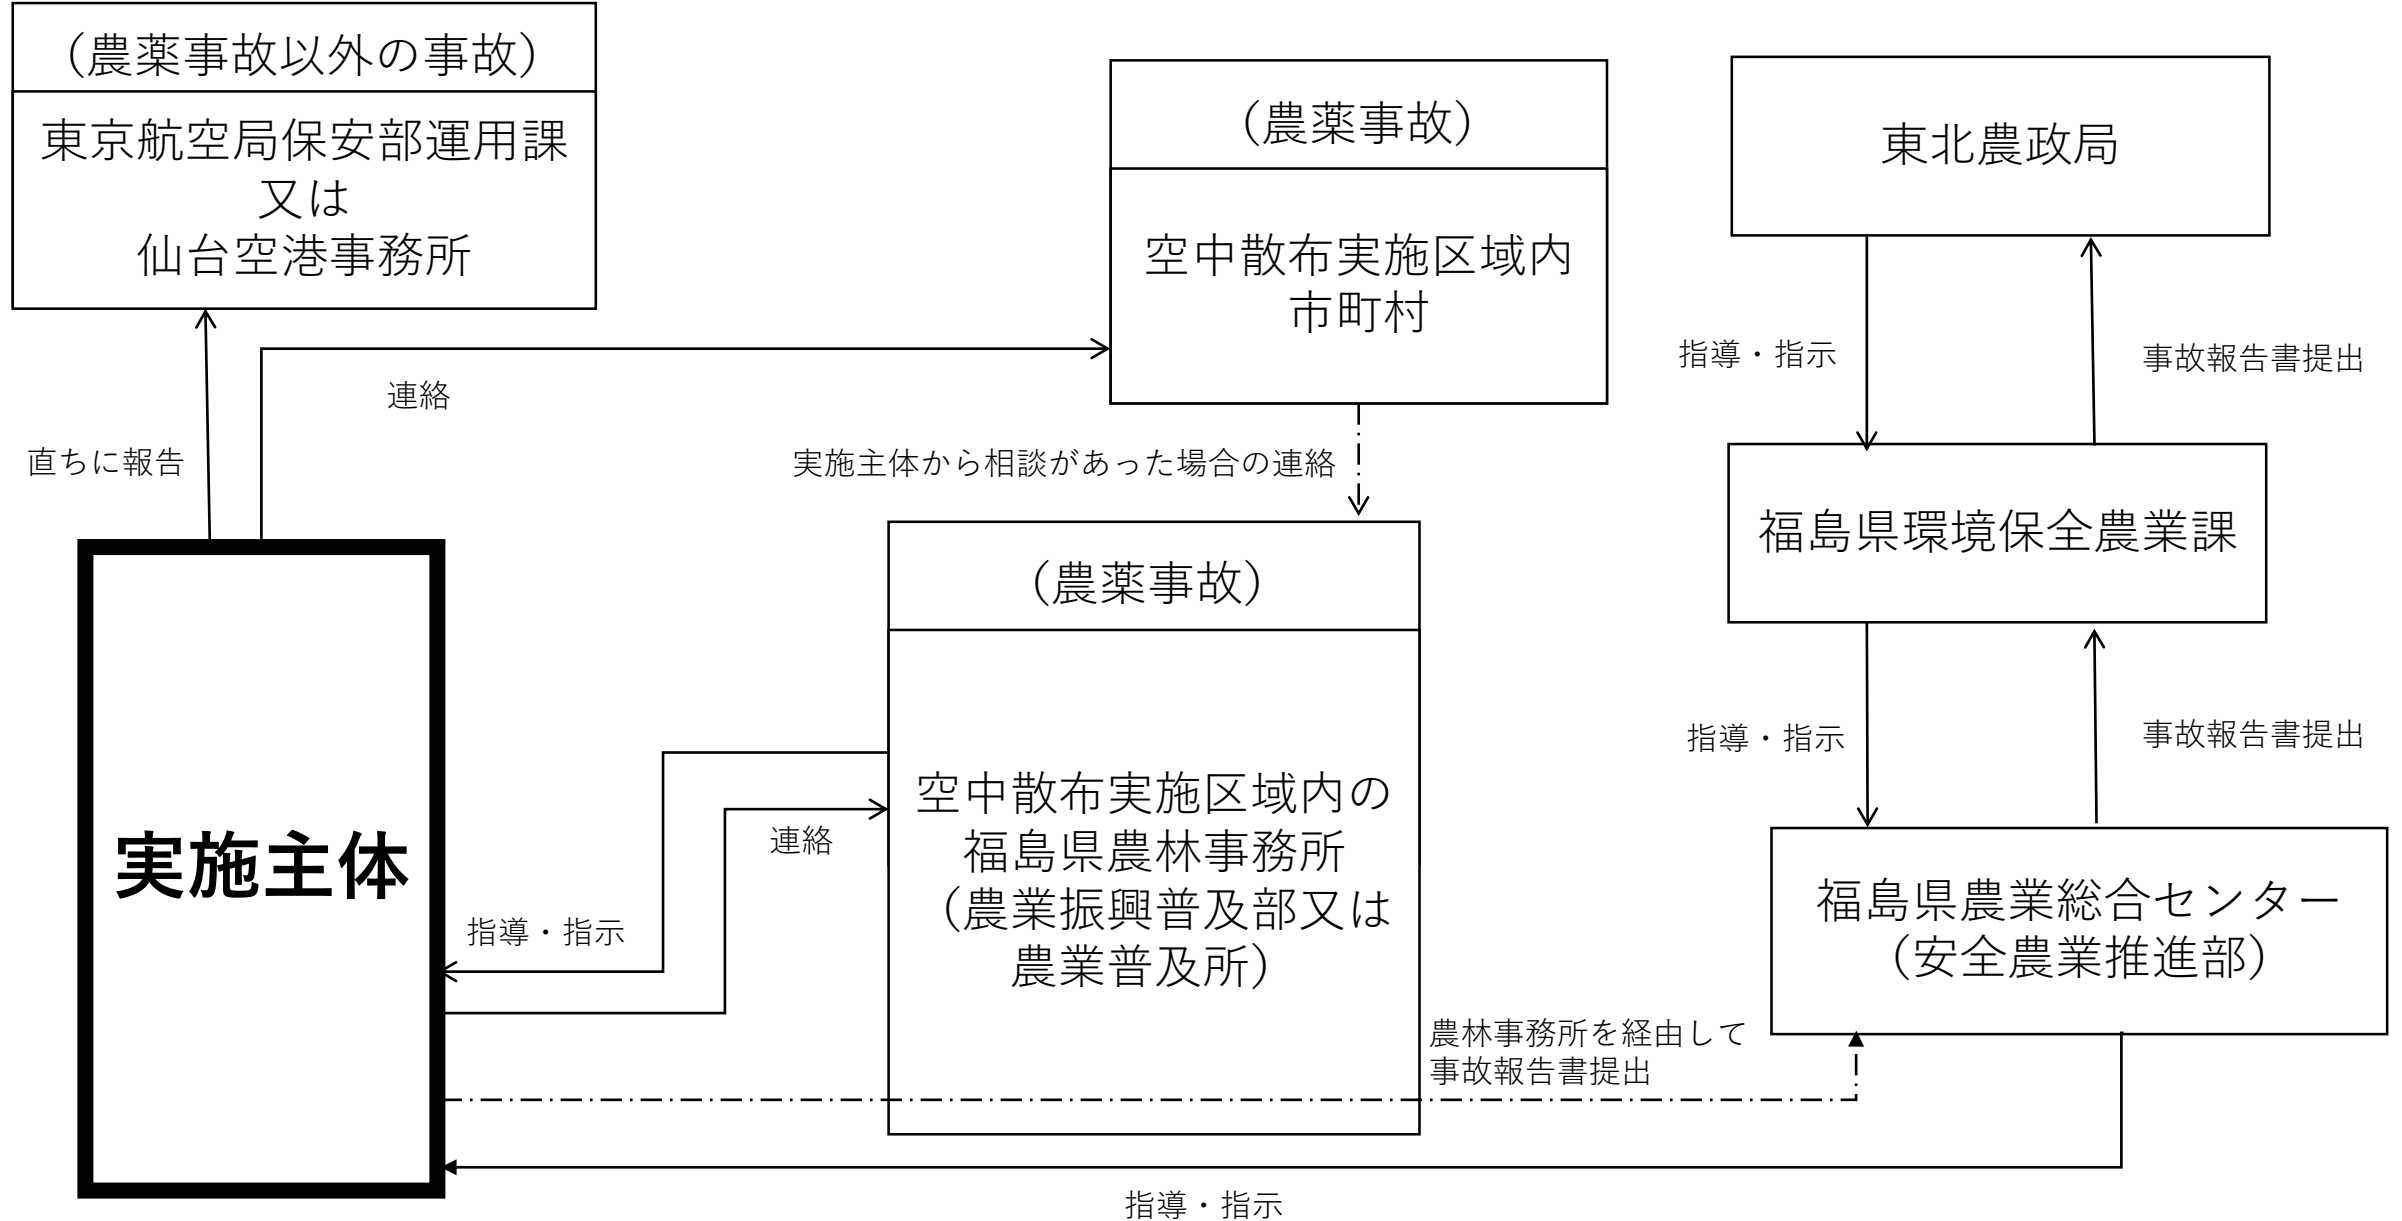 （農薬事故以外の事故）
東京航空局保安部運用課
又は
仙台空港事務所
（農薬事故）
空中散布実施区域内
市町村
東北農政局
指導・指示
事故報告書提出
連絡
直ちに報告
実施主体から相談があった場合の連絡
福島県環境保全農業課
（農薬事故）
空中散布実施区域内の
福島県農林事務所
（農業振興普及部又は
農業普及所）
指導・指示
事故報告書提出
実施主体
連絡
指導・指示
福島県農業総合センター
（安全農業推進部）
農林事務所を経由して
事故報告書提出
指導・指示